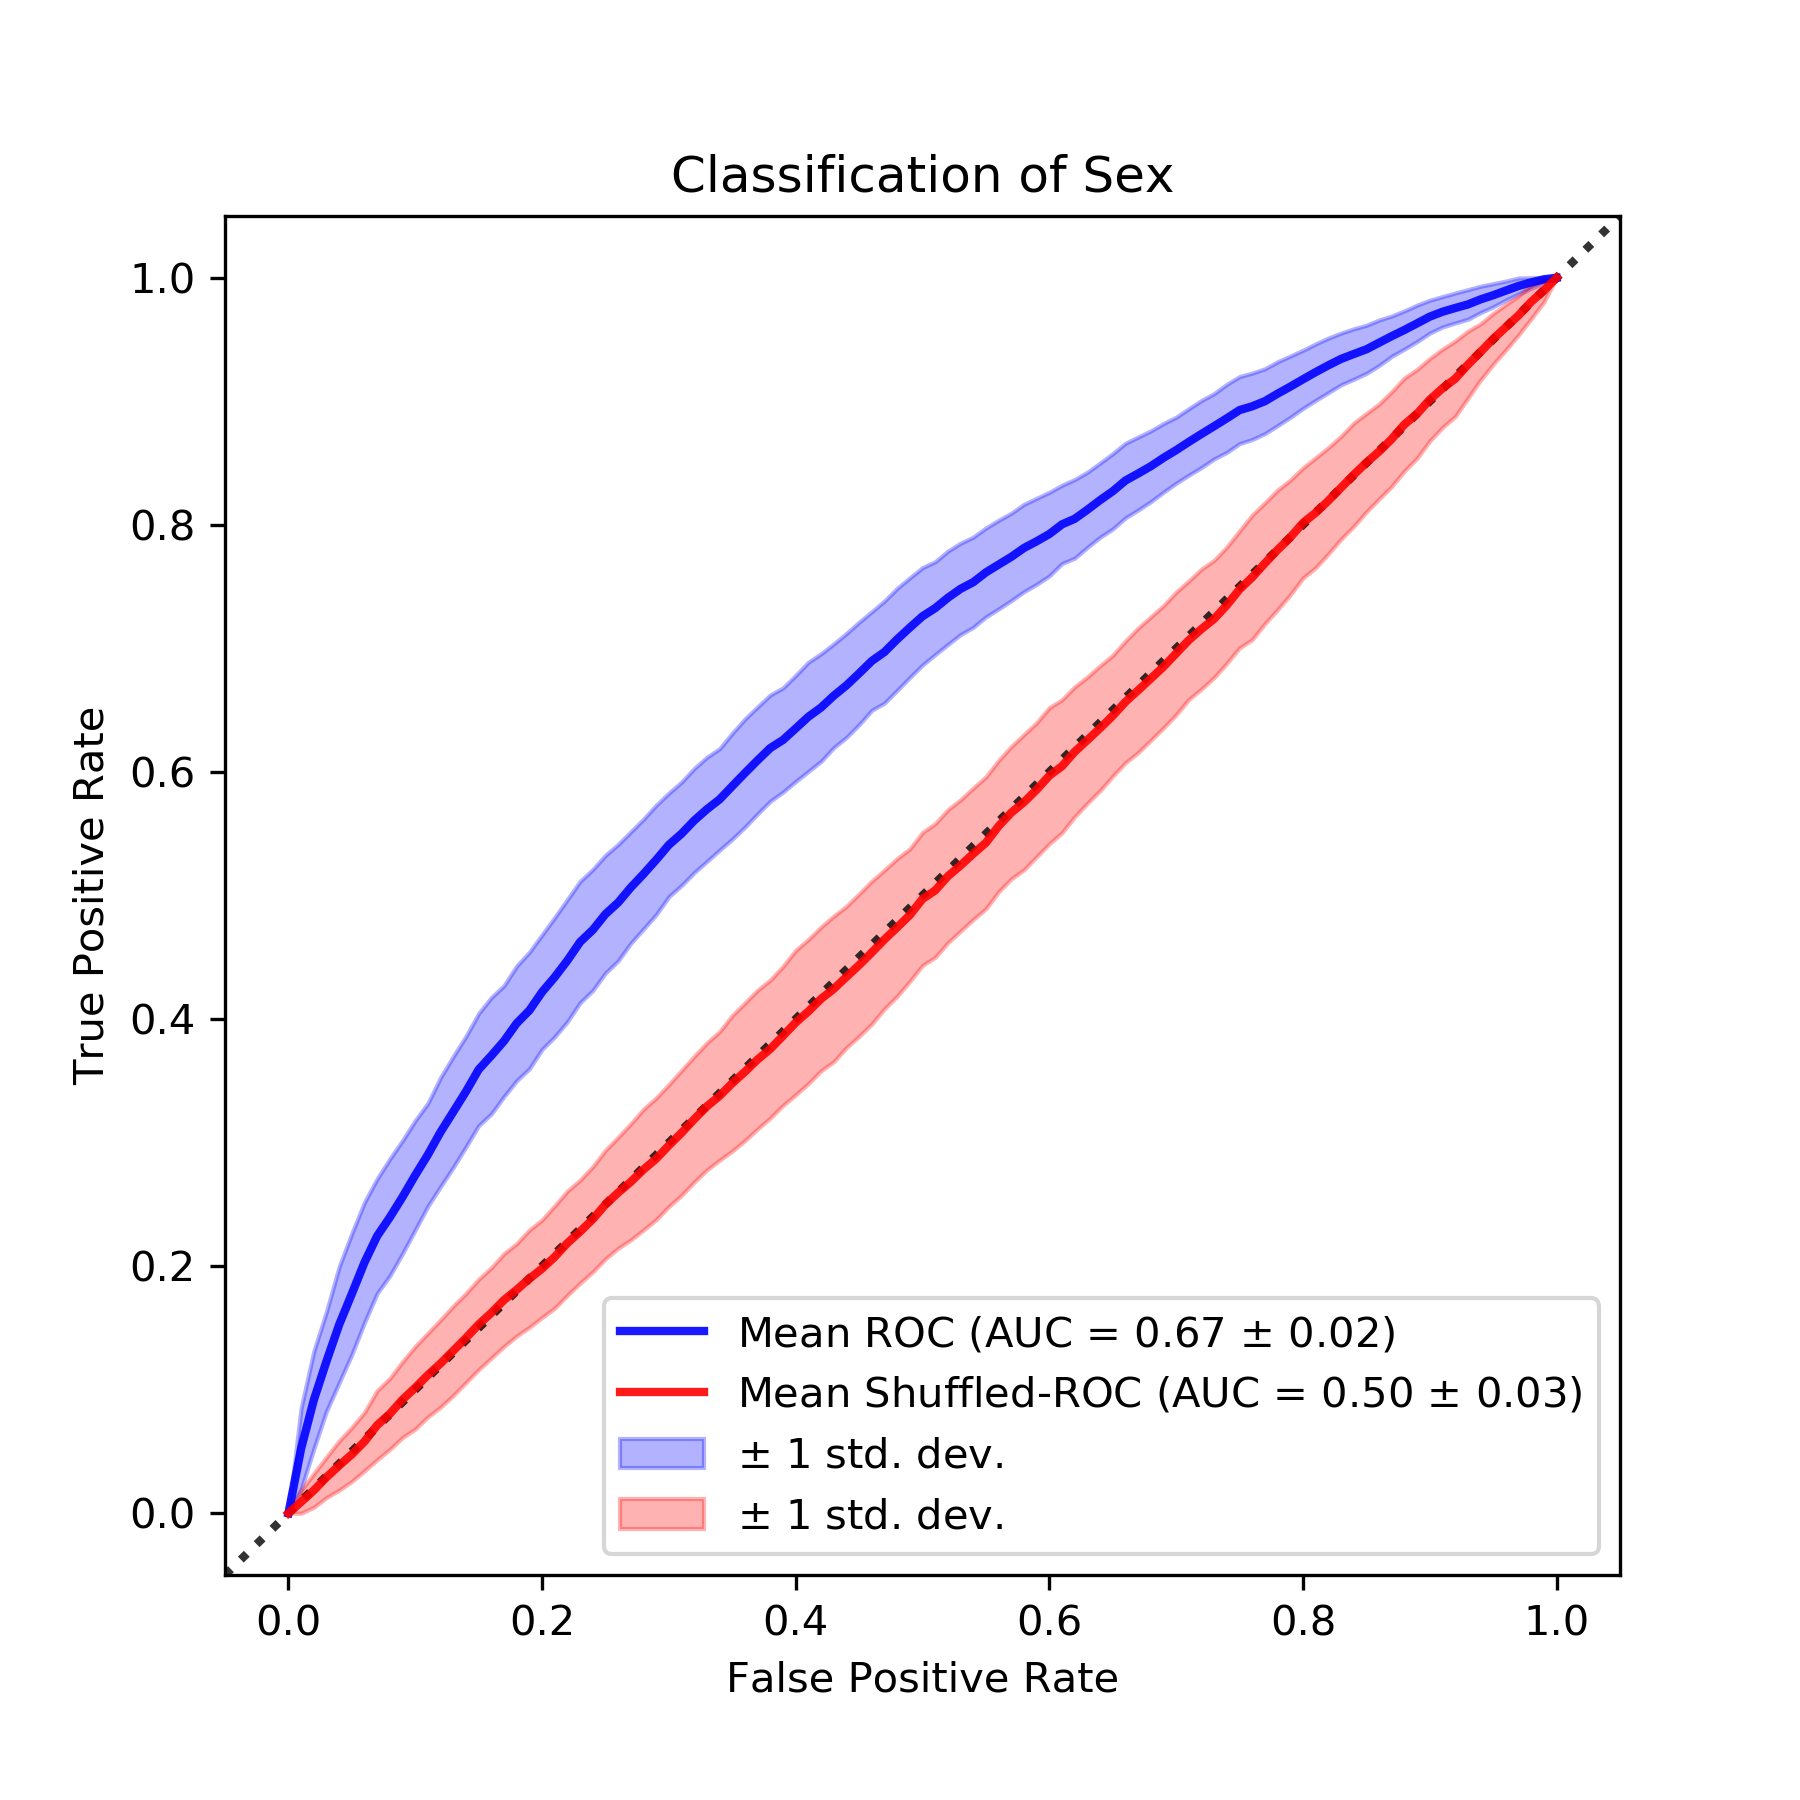 Classification of Sex
True Positive Rate
1.0
0.8
0.6
0.4
0.2
0.0
Mean ROC (AUC = 0.67 ± 0.02)
Mean Shuffled-ROC (AUC = 0.50 ± 0.03)
± 1 std. dev.
± 1 std. dev.
0.0 0.2 0.4 0.6 0.8 1.0
False Positive Rate